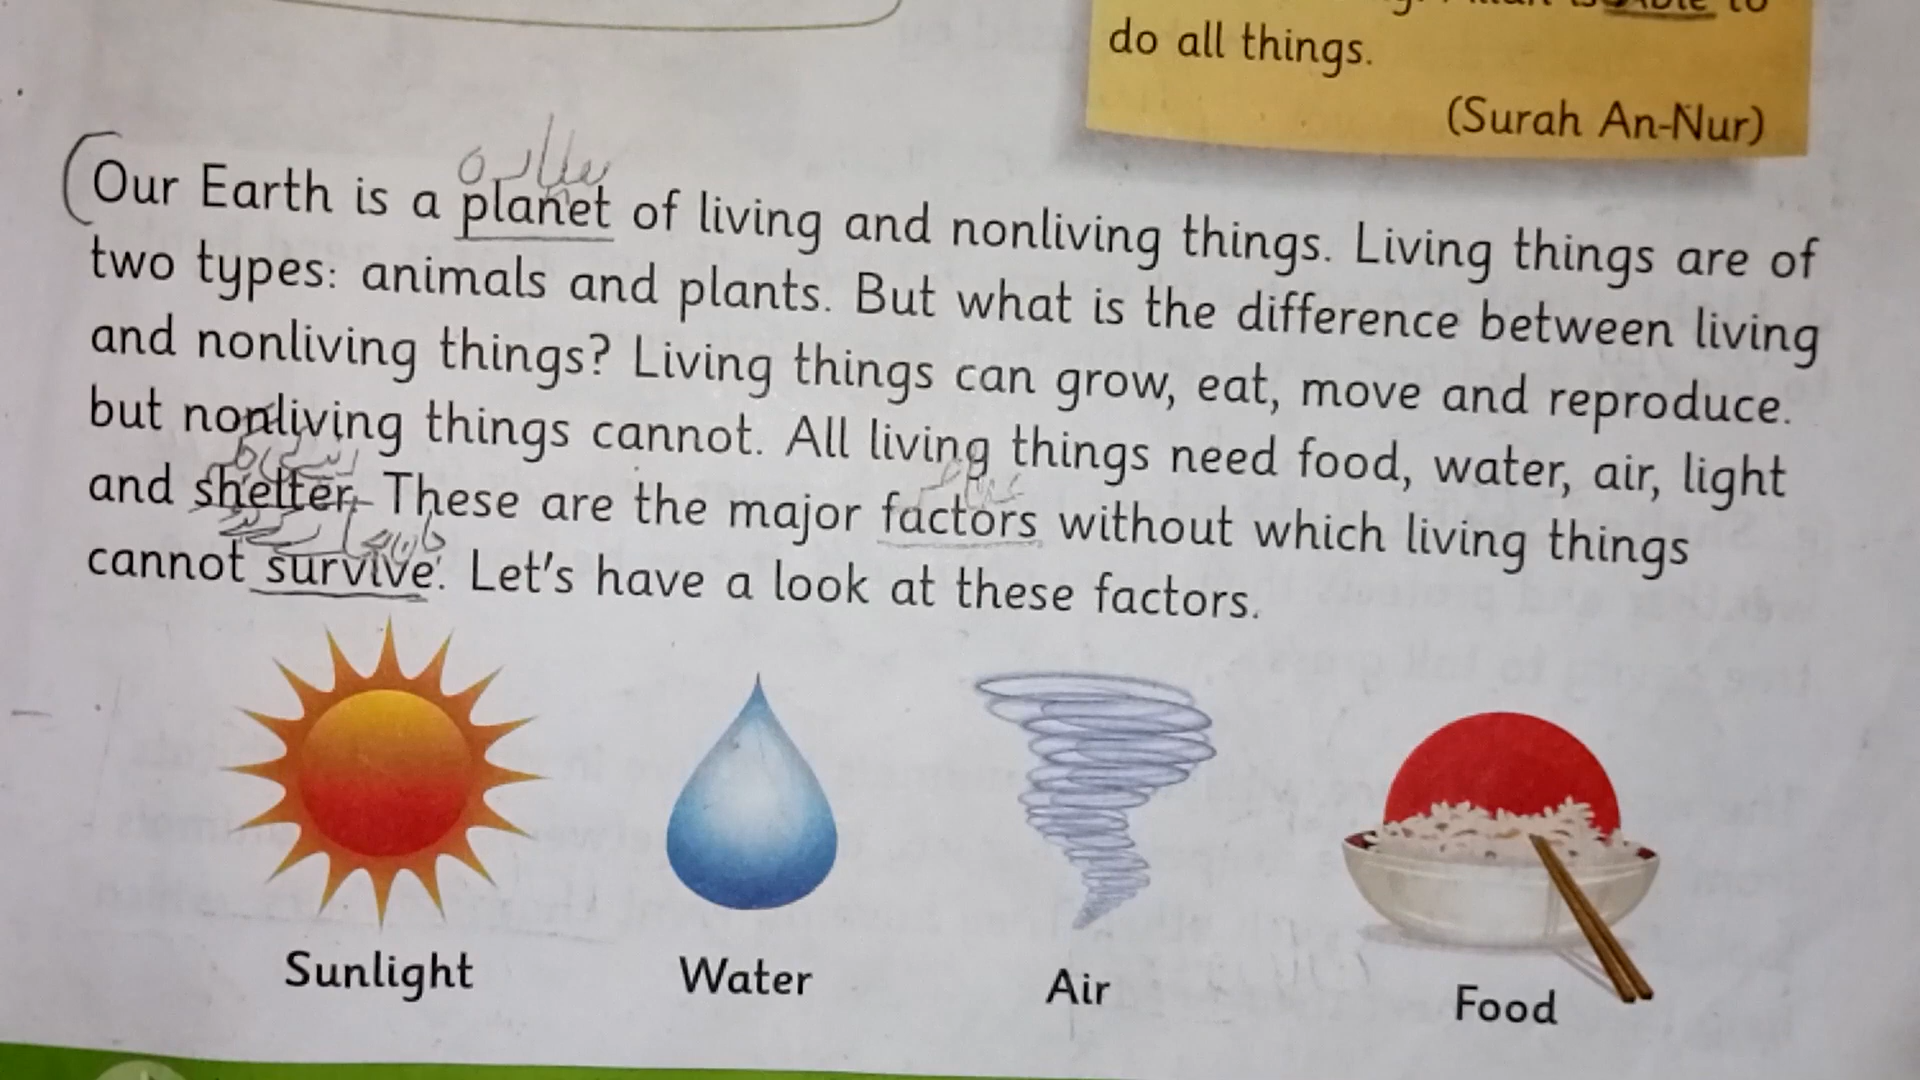 able to
do all things.
(Surah An-Nur)
سیارہ
Our Earth is a planet of living and nonliving things. Living things are of
two types: animals and plants. But what is the difference between living
and nonliving things? Living things can grow, eat, move and reproduce.
but nonliving things cannot. All living things need food, water, air, light
and shelter. These are the major factors without which living things
cannot survive. Let's have a look at these factors.
Sunlight
Water
Air
Food